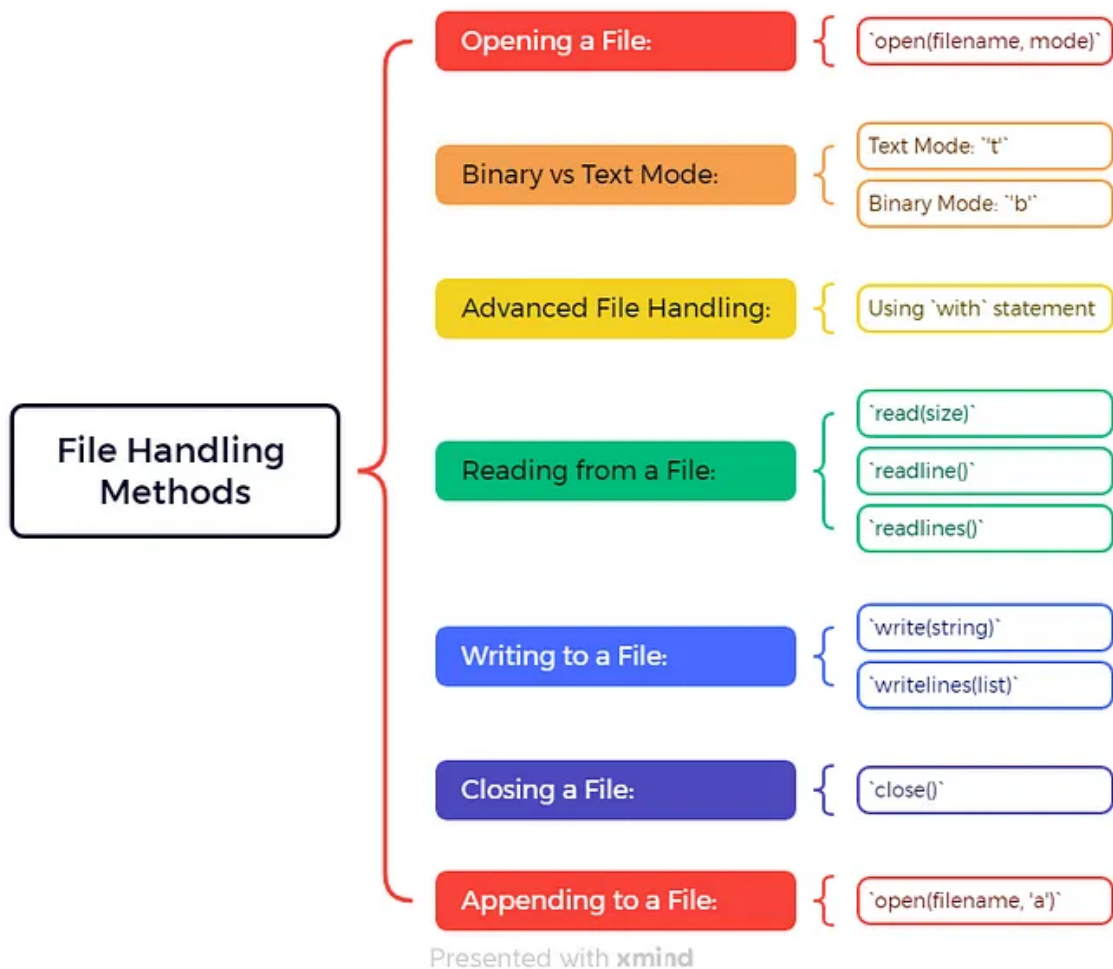 File Handling
Methods
Opening a File:
`open(filename, mode)`
Binary vs Text Mode:
Text Mode: `'t'`
Binary Mode: `'b'`
Advanced File Handling:
Using `with` statement
Reading from a File:
`read(size)`
`readline()`
`readlines()`
Writing to a File:
`write(string)`
`writelines(list)`
Closing a File:
`close()`
Appending to a File:
`open(filename, 'a')`
Presented with xmind